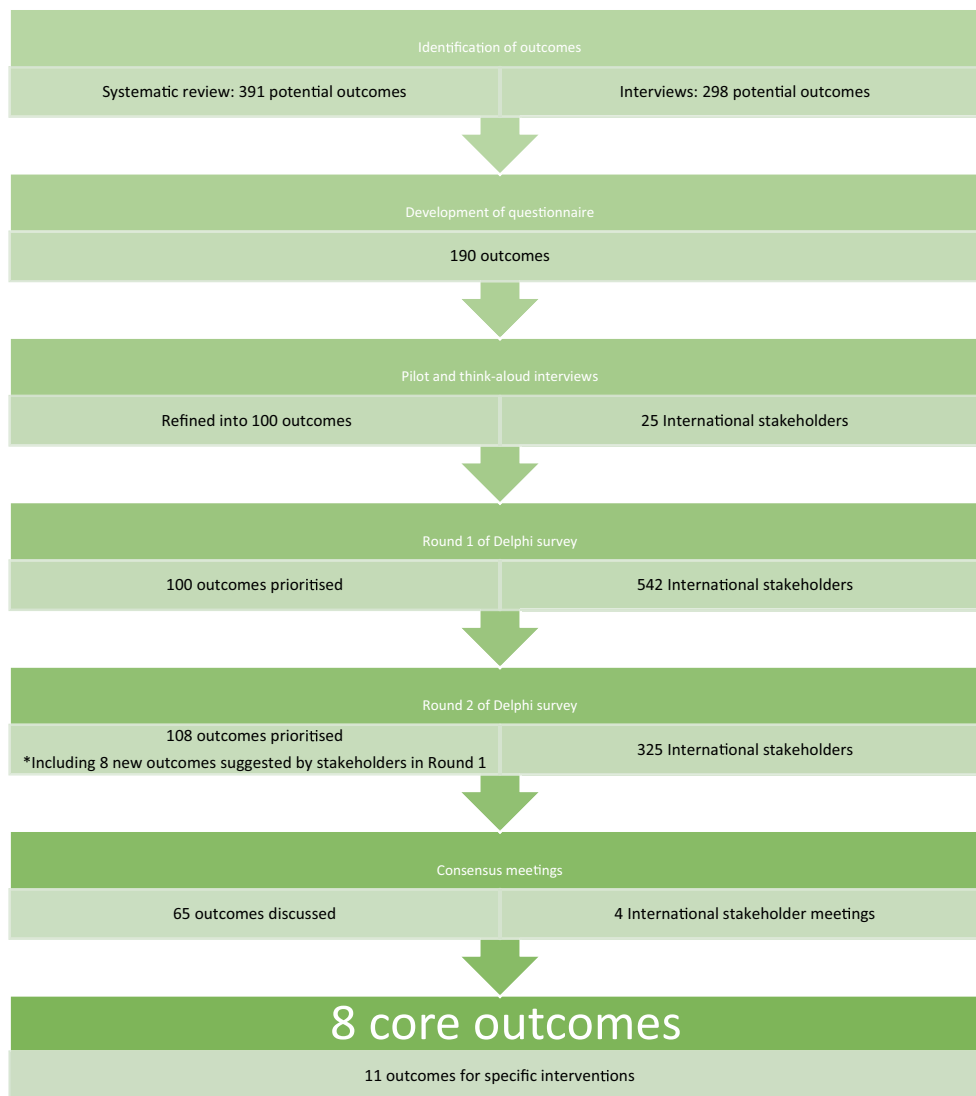 Identification of outcomes
Systematic review: 391 potential outcomes
Interviews: 298 potential outcomes
Development of questionnaire
190 outcomes
Pilot and think-aloud interviews
Refined into 100 outcomes
25 International stakeholders
Round 1 of Delphi survey
100 outcomes prioritised
542 International stakeholders
Round 2 of Delphi survey
108 outcomes prioritised
*Including 8 new outcomes suggested by stakeholders in Round 1
325 International stakeholders
Consensus meetings
65 outcomes discussed
4 International stakeholder meetings
8 core outcomes
11 outcomes for specific interventions